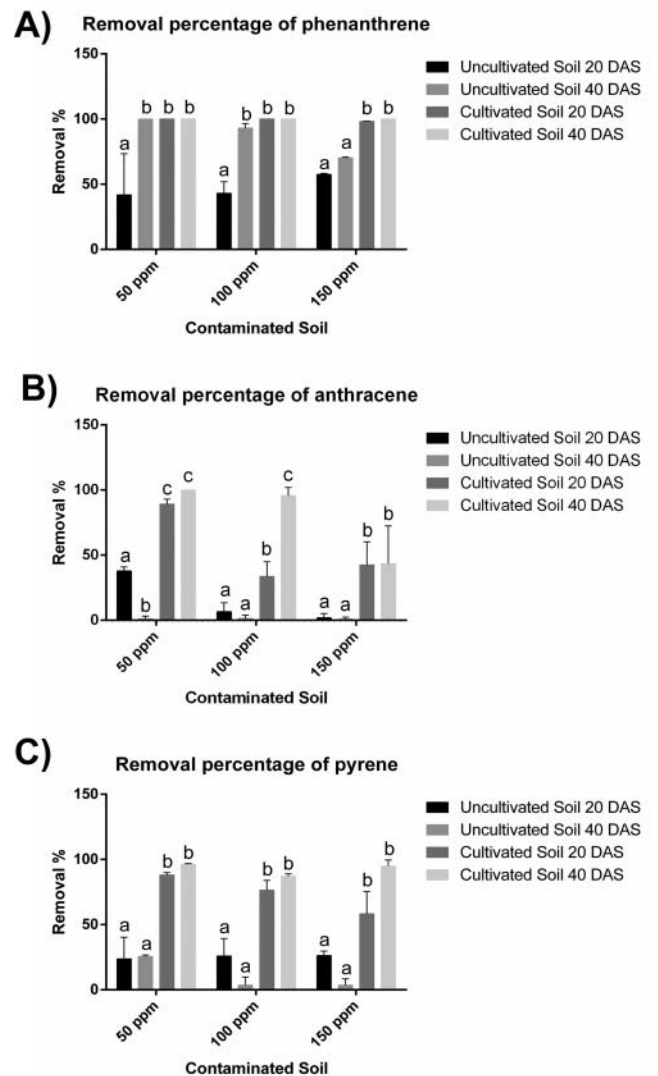 A)
Removal percentage of phenanthrene
Uncultivated Soil 20 DAS
Uncultivated Soil 40 DAS
Cultivated Soil 20 DAS
Cultivated Soil 40 DAS
Removal %
150
100
50
0
a b b b
a b b b
a a b b
50 ppm
100 ppm
150 ppm
Contaminated Soil
B)
Removal percentage of anthracene
Uncultivated Soil 20 DAS
Uncultivated Soil 40 DAS
Cultivated Soil 20 DAS
Cultivated Soil 40 DAS
Removal %
150
100
50
0
a b c c
a a b c
a a b b
50 ppm
100 ppm
150 ppm
Contaminated Soil
C)
Removal percentage of pyrene
Uncultivated Soil 20 DAS
Uncultivated Soil 40 DAS
Cultivated Soil 20 DAS
Cultivated Soil 40 DAS
Removal %
150
100
50
0
a a b b
a a b b
a a b b
50 ppm
100 ppm
150 ppm
Contaminated Soil